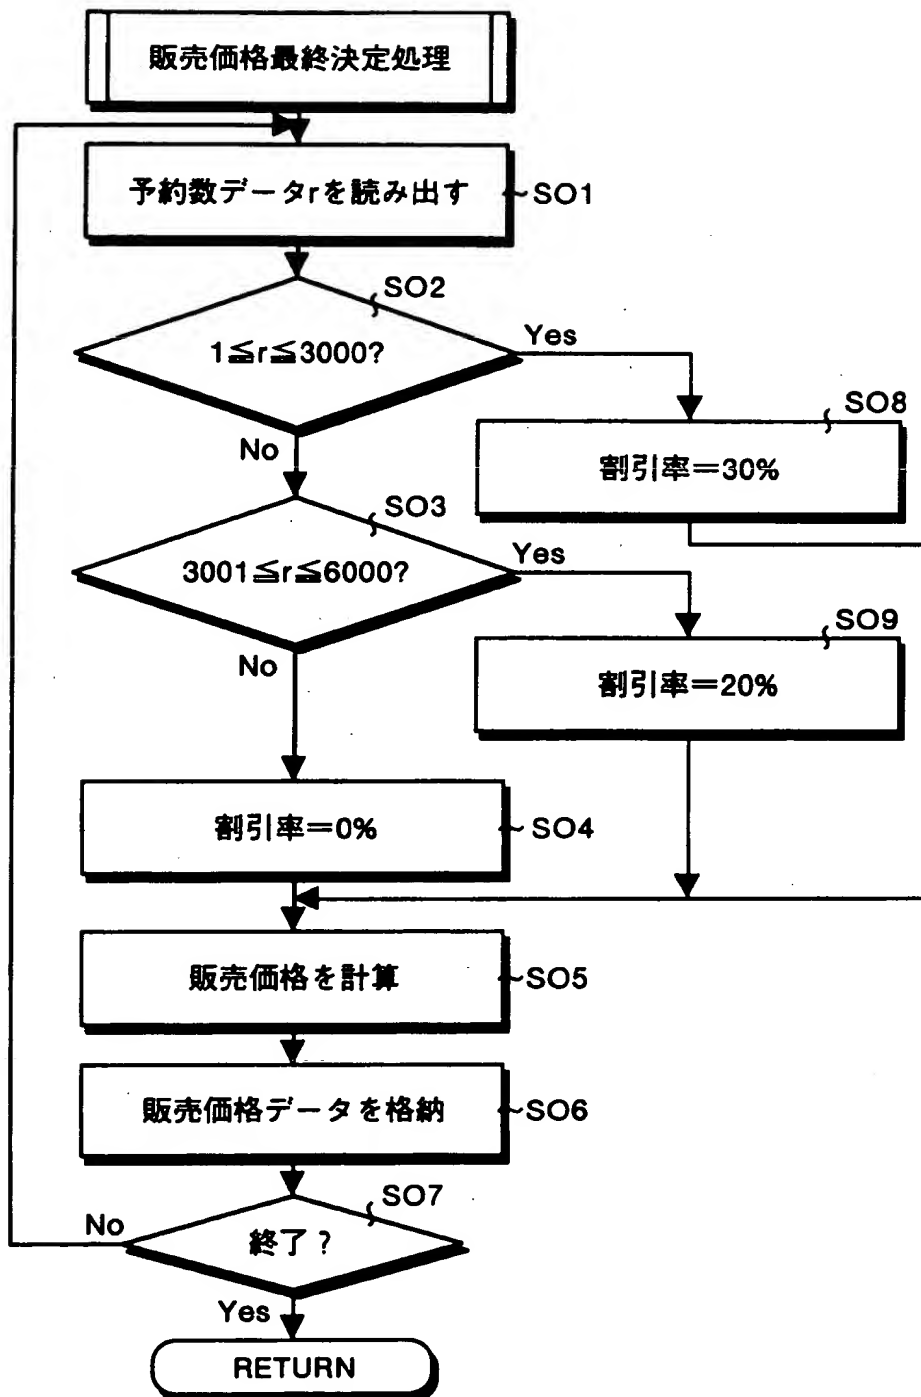 販売価格最終決定処理
予約数データrを読み出す
SO1
SO2
1≦r≦3000?
Yes
No
SO8
割引率=30%
SO3
3001≦r≦6000?
Yes
No
SO9
割引率=20%
割引率=0%
SO4
販売価格を計算
SO5
販売価格データを格納
SO6
SO7
終了?
No
Yes
RETURN